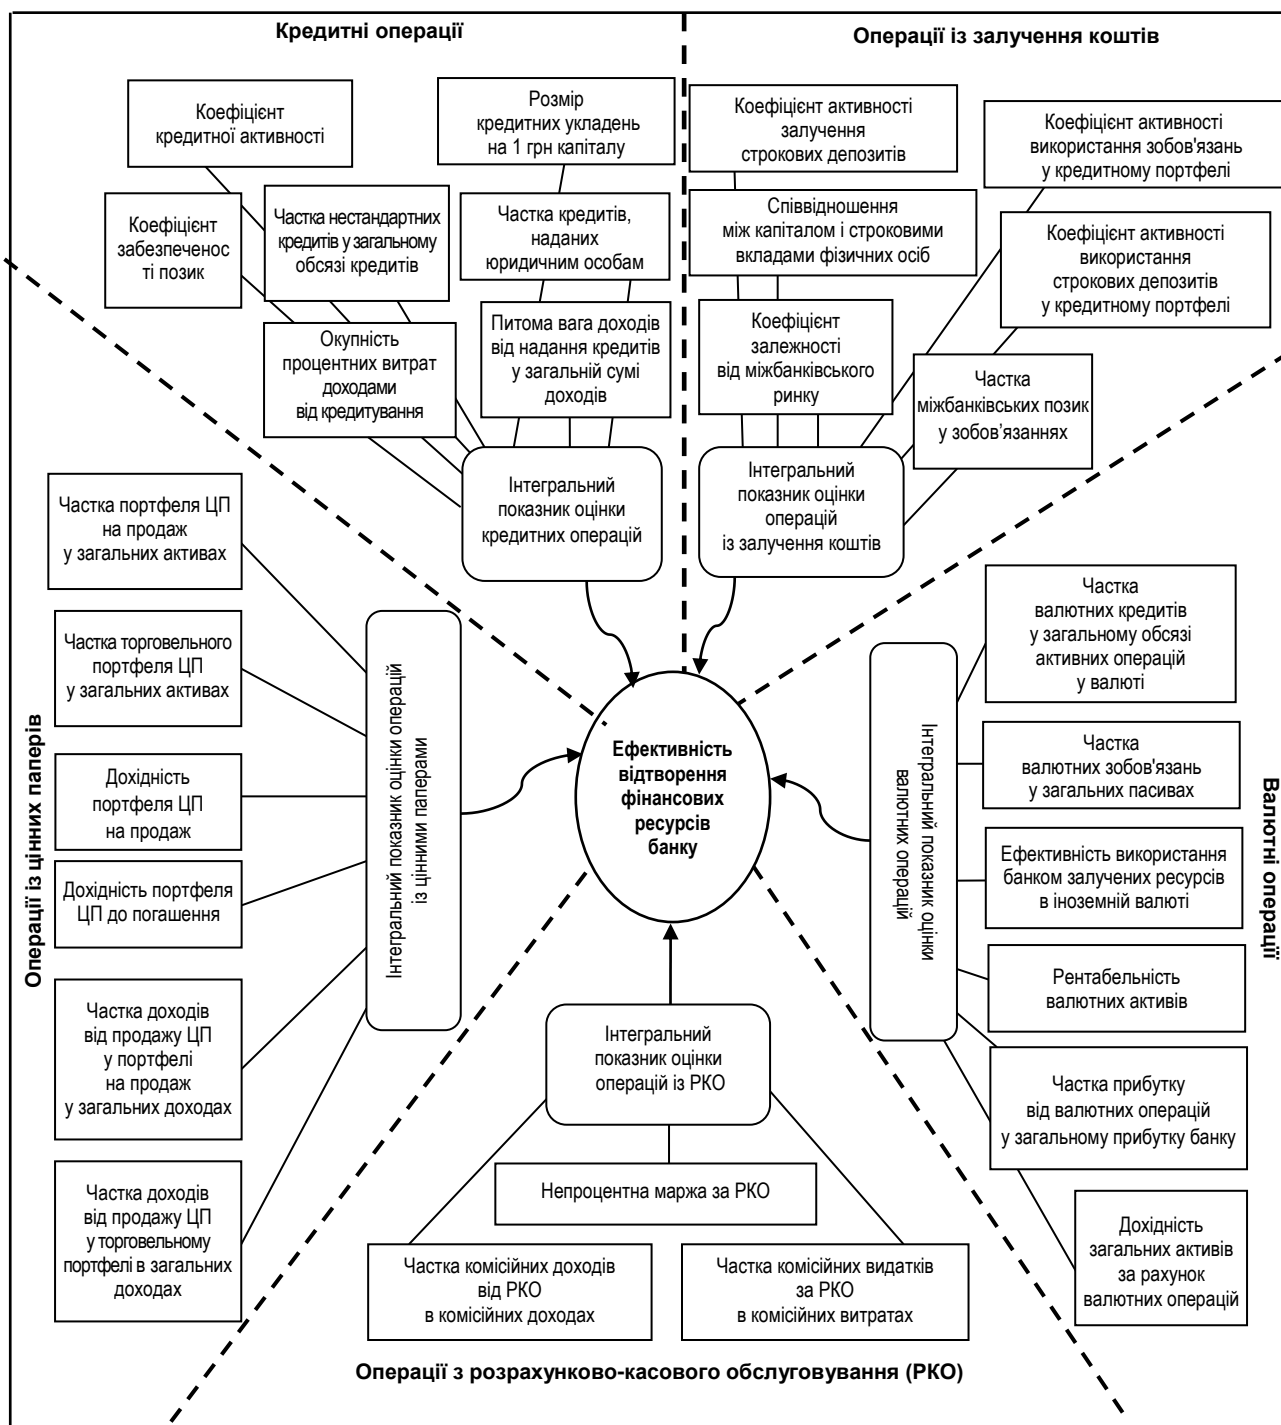 Кредитні операції
Операції із залучення коштів
Коефіцієнт
кредитної активності
Розмір
кредитних укладень
на 1 грн капіталу
Коефіцієнт
забезпеченос
ті позик
Частка нестандартних
кредитів у загальному
обсязі кредитів
Частка кредитів,
наданих
юридичним особам
Окупність
процентних витрат
доходами
від кредитування
Питома вага доходів
від надання кредитів
у загальній сумі
доходів
Інтегральний
показник оцінки
кредитних операцій
Коефіцієнт активності
залучення
строкових депозитів
Коефіцієнт активності
використання зобов'язань
у кредитному портфелі
Співвідношення
між капіталом і строковими
вкладами фізичних осіб
Коефіцієнт активності
використання
строкових депозитів
у кредитному портфелі
Коефіцієнт
залежності
від міжбанківського
ринку
Частка
міжбанківських позик
у зобов’язаннях
Інтегральний
показник оцінки
операцій
із залучення коштів
Операції із цінних паперів
Частка портфеля ЦП
на продаж
у загальних активах
Частка торговельного
портфеля ЦП
у загальних активах
Дохідність
портфеля ЦП
на продаж
Дохідність портфеля
ЦП до погашення
Частка доходів
від продажу ЦП
у портфелі
на продаж
у загальних доходах
Частка доходів
від продажу ЦП
у торговельному
портфелі в загальних
доходах
Інтегральний показник оцінки операцій
із цінними паперами
Ефективність
відтворення
фінансових
ресурсів
банку
Інтегральний показник оцінки
валютних операцій
Частка
валютних кредитів
у загальному обсязі
активних операцій
у валюті
Частка
валютних зобов'язань
у загальних пасивах
Ефективність використання
банком залучених ресурсів
в іноземній валюті
Рентабельність
валютних активів
Частка прибутку
від валютних операцій
у загальному прибутку банку
Дохідність
загальних активів
за рахунок
валютних операцій
Валютні операції
Інтегральний
показник оцінки
операцій із РКО
Непроцентна маржа за РКО
Частка комісійних доходів
від РКО
в комісійних доходах
Частка комісійних видатків
за РКО
в комісійних витратах
Операції з розрахунково-касового обслуговування (РКО)